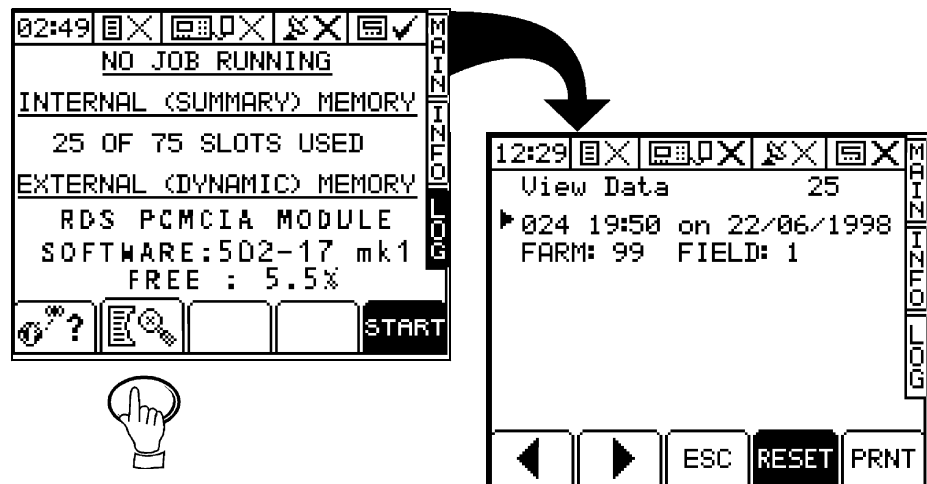 02:49
NO JOB RUNNING
INTERNAL (SUMMARY) MEMORY
25 OF 75 SLOTS USED
EXTERNAL (DYNAMIC) MEMORY
RDS PCMCIA MODULE
SOFTWARE:5D2-17 mk1
FREE : 5.5%
? START
MAIN
INFO
LOG
12:29
View Data 25
024 19:50 on 22/06/1998
FARM: 99 FIELD: 1
ESC RESET PRNT
MAIN
INFO
LOG